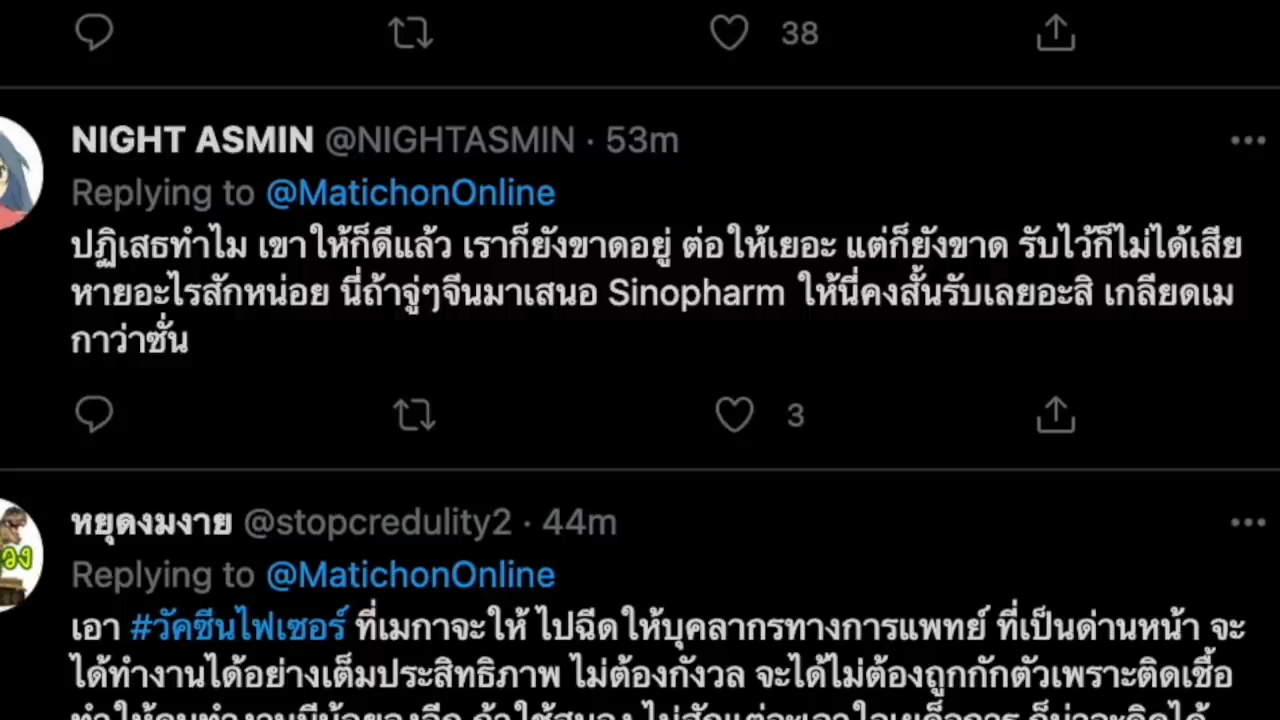 38
NIGHT ASMIN @NIGHTASMIN · 53m
Replying to @MatichonOnline
ปฏิเสธทำไม เขาให้ก็ดีแล้ว เราก็ยังขาดอยู่ ต่อให้เยอะ แต่ก็ยังขาด รับไว้ก็ไม่ได้เสีย
หายอะไรสักหน่อย นี่ถ้าจู่ๆจีนมาเสนอ Sinopharm ให้นี่คงสั้นรับเลยอะสิ เกลียดเม
กาว่าซั่น
3
หยุดงมงาย @stopcredulity2 · 44m
Replying to @MatichonOnline
เอา #วัคซีนไฟเซอร์ ที่เมกาจะให้ ไปฉีดให้บุคลากรทางการแพทย์ ที่เป็นด่านหน้า จะ
ได้ทำงานได้อย่างเต็มประสิทธิภาพ ไม่ต้องกังวล จะได้ไม่ต้องถูกกักตัวเพราะติดเชื้อ